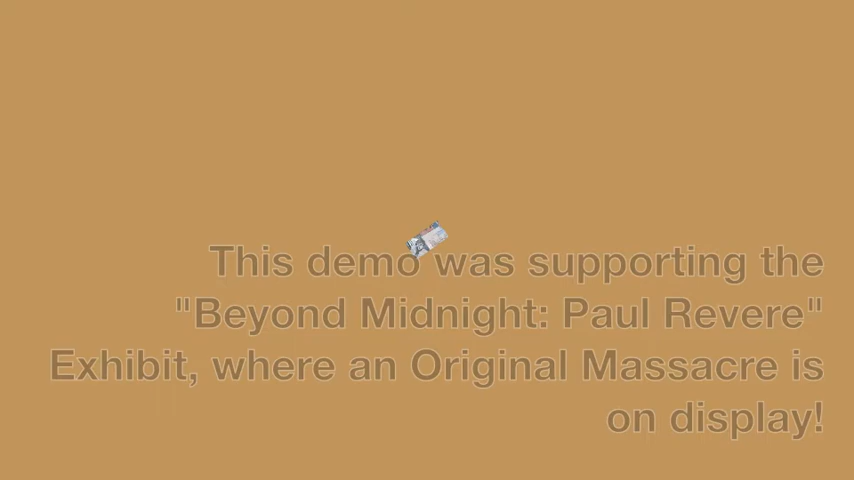 This demo was supporting the
"Beyond Midnight: Paul Revere"
Exhibit, where an Original Massacre is
on display!